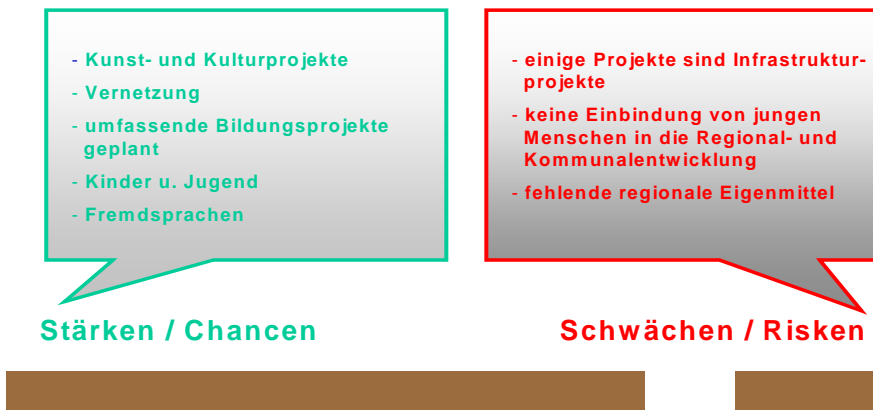 - Kunst- und Kulturprojekte
- Vernetzung
- umfassende Bildungsprojekte
geplant
- Kinder u. Jugend
- Fremdsprachen
Stärken / Chancen
- einige Projekte sind Infrastruktur-
projekte
- keine Einbindung von jungen
Menschen in die Regional- und
Kommunalentwicklung
- fehlende regionale Eigenmittel
Schwächen / Risken